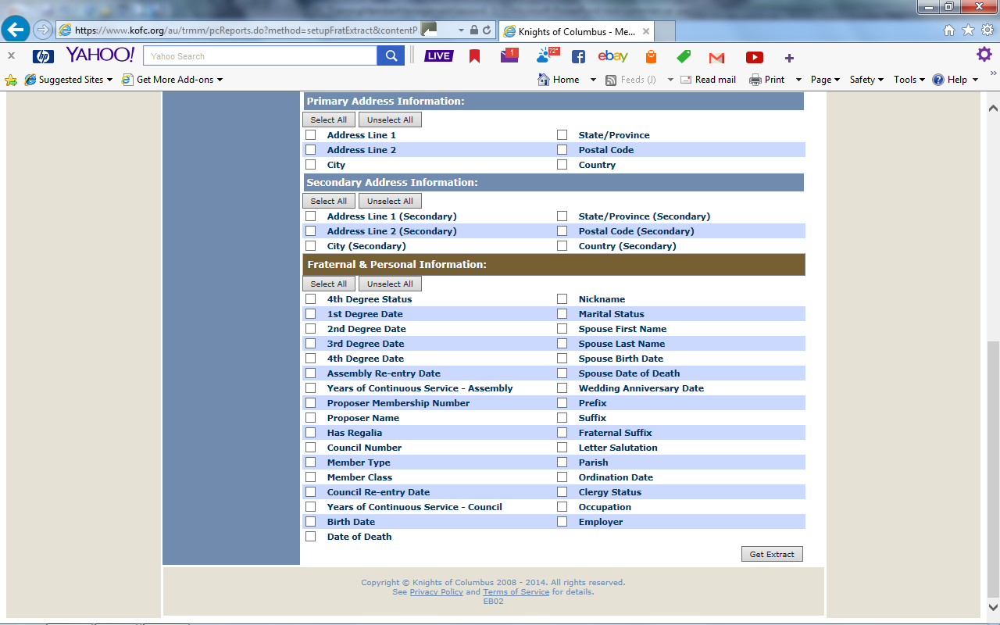 https://www.kofc.org/au/trmm/pcReports.do?method=setupFratExtract&contentP
Knights of Columbus - Me...
hp YAHOO! Yahoo Search LIVE 1 72° ebay
Suggested Sites Get More Add-ons Home Feeds (J) Read mail Print Page Safety Tools Help
Primary Address Information:
Select All Unselect All
Address Line 1 State/Province
Address Line 2 Postal Code
City Country
Secondary Address Information:
Select All Unselect All
Address Line 1 (Secondary) State/Province (Secondary)
Address Line 2 (Secondary) Postal Code (Secondary)
City (Secondary) Country (Secondary)
Fraternal & Personal Information:
Select All Unselect All
4th Degree Status Nickname
1st Degree Date Marital Status
2nd Degree Date Spouse First Name
3rd Degree Date Spouse Last Name
4th Degree Date Spouse Birth Date
Assembly Re-entry Date Spouse Date of Death
Years of Continuous Service - Assembly Wedding Anniversary Date
Proposer Membership Number Prefix
Proposer Name Suffix
Has Regalia Fraternal Suffix
Council Number Letter Salutation
Member Type Parish
Member Class Ordination Date
Council Re-entry Date Clergy Status
Years of Continuous Service - Council Occupation
Birth Date Employer
Date of Death
Get Extract
Copyright © Knights of Columbus 2008 - 2014. All rights reserved.
See Privacy Policy and Terms of Service for details.
EB02